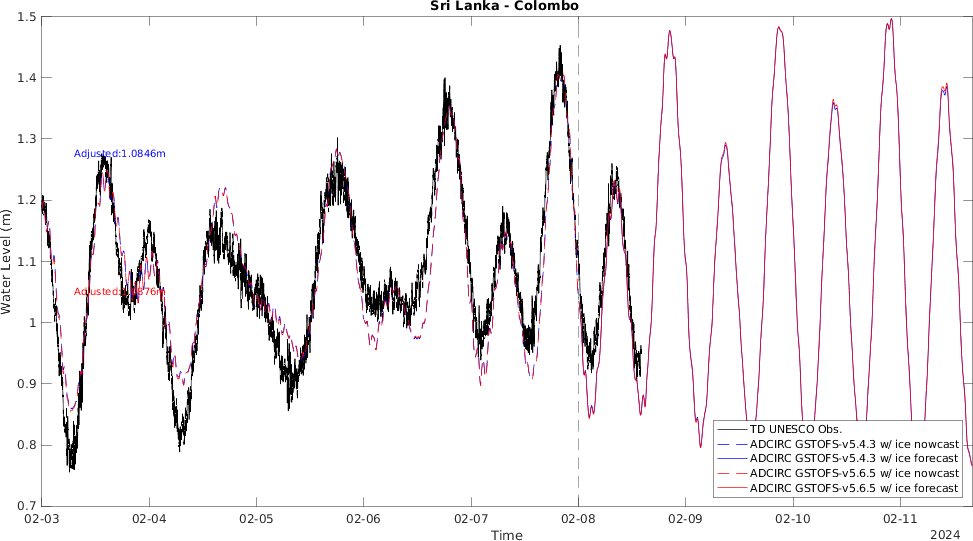 Sri Lanka - Colombo
1.5
1.4
1.3
1.2
1.1
1
0.9
0.8
0.7
Water Level (m)
Adjusted:1.0846m
TD UNESCO Obs.
ADCIRC GSTOFS-v5.4.3 w/ ice nowcast
ADCIRC GSTOFS-v5.4.3 w/ ice forecast
ADCIRC GSTOFS-v5.6.5 w/ ice nowcast
ADCIRC GSTOFS-v5.6.5 w/ ice forecast
02-03
02-04
02-05
02-06
02-07
02-08
02-09
02-10
02-11
Time
2024